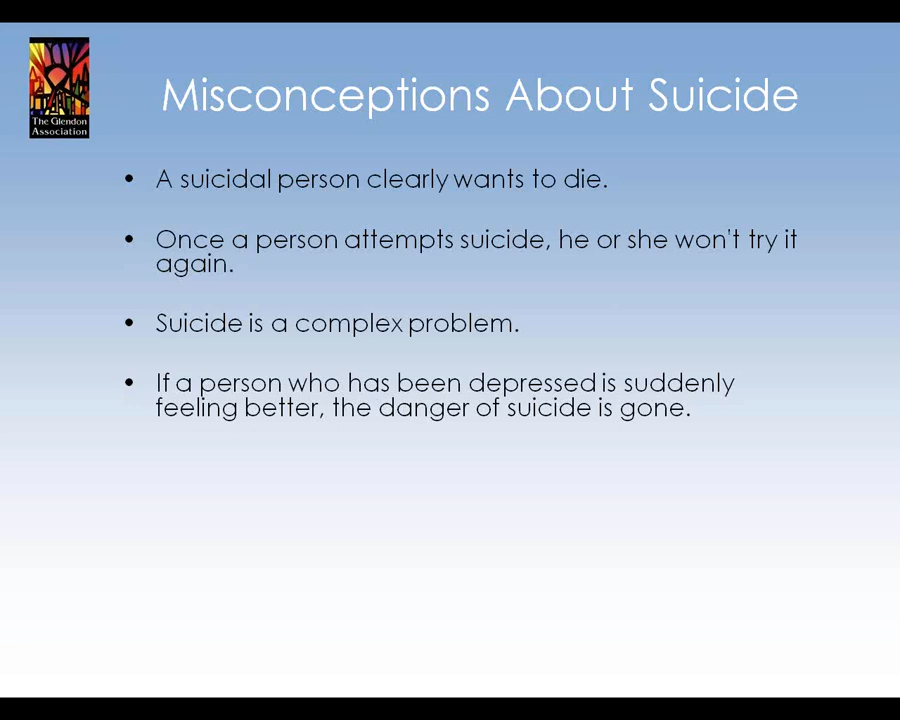 The Glendon
Association
Misconceptions About Suicide
• A suicidal person clearly wants to die.
• Once a person attempts suicide, he or she won't try it
again.
• Suicide is a complex problem.
• If a person who has been depressed is suddenly
feeling better, the danger of suicide is gone.